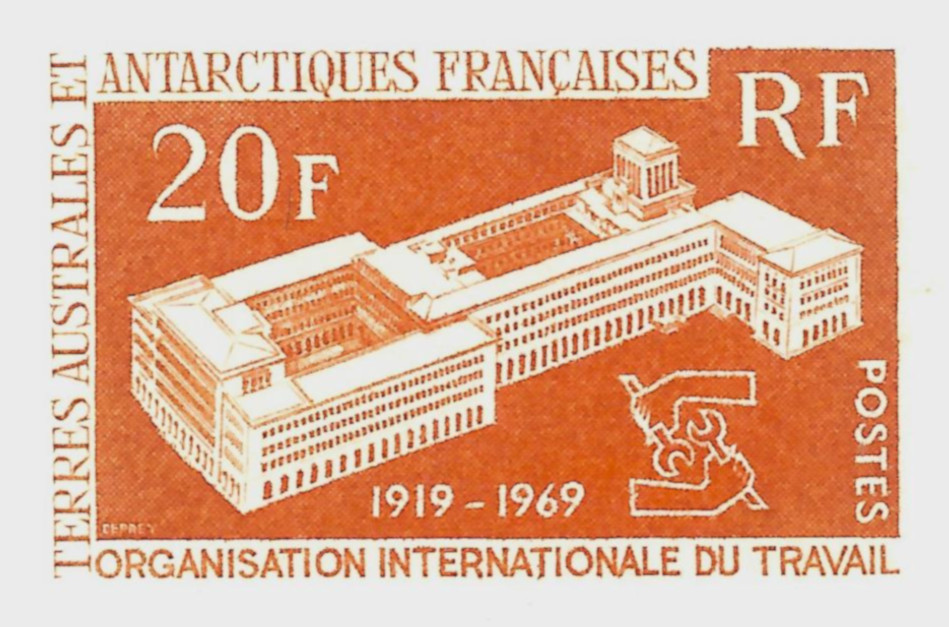 TERRES AUSTRALES ET
ANTARCTIQUES FRANÇAISES
RF
20F
POSTES
1919 - 1969
ORGANISATION INTERNATIONALE DU TRAVAIL